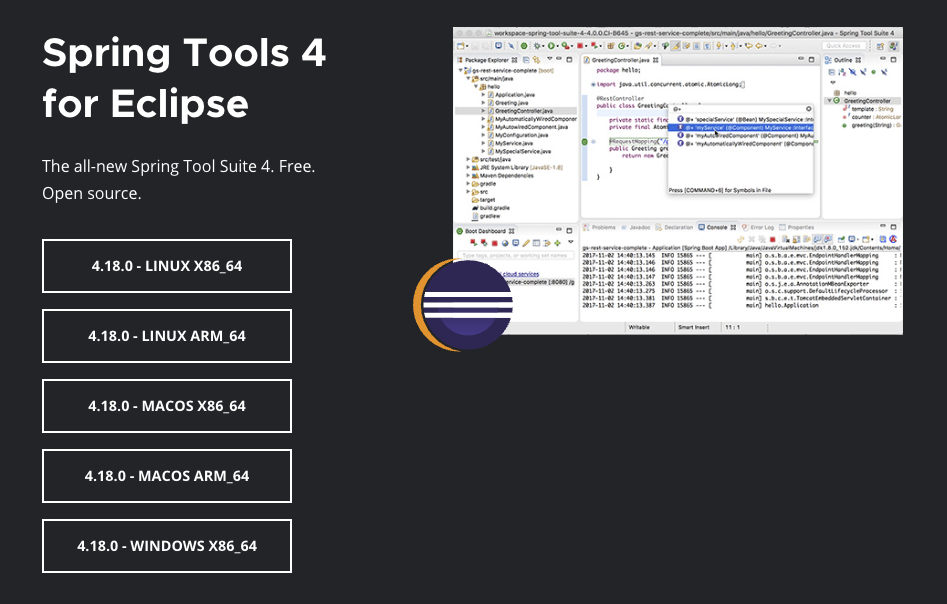 Spring Tools 4
for Eclipse
The all-new Spring Tool Suite 4. Free.
Open source.
4.18.0 - LINUX X86_64
4.18.0 - LINUX ARM_64
4.18.0 - MACOS X86_64
4.18.0 - MACOS ARM_64
4.18.0 - WINDOWS X86_64
workspace-spring-tool-suite-4-4.0.0.CI-B645 - gs-rest-service-complete/src/main/java/hello/GreetingController.java - Spring Tool Suite 4
Quick Access
Package Explorer
gs-rest-service-complete [boot]
src/main/java
hello
Application.java
Greeting.java
GreetingController.java
MyAutomaticallyWiredComponen
MyAutowiredComponent.java
MyConfiguration.java
MyService.java
MySpecialService.java
src/test/java
JRE System Library [JavaSE-1.8]
Maven Dependencies
gradle
src
target
build.gradle
gradlew
GreetingController.java
package hello;
import java.util.concurrent.atomic.AtomicLong;
@RestController
public class GreetingC
private static fin
private final Atom
@RequestMapping("/g
public Greeting gr
return new Gre
}
}
@+
@+ 'specialService' (@Bean) MySpecialService
@+ 'myService' (@Component) MyService
@+ 'myAutowiredComponent' (@Component) MyAu
@+ 'myAutomaticallyWiredComponent' (@Compon
Press [COMMAND+6] for Symbols in File
Outline
hello
GreetingController
template : String
counter : AtomicLo
greeting(String) : G
Boot Dashboard
Type tags, projects, or working set names
cloud services
service-complete [:8080]
Problems
Javadoc
Declaration
Console
Error Log
Properties
gs-rest-service-complete - Application [Spring Boot App] /Library/Java/JavaVirtualMachines/jdk1.8.0_152.jdk/Contents/Home/
2017-11-02 14:40:13.145 INFO 15865 --- [ main] o.s.b.a.e.mvc.EndpointHandlerMapping :
2017-11-02 14:40:13.146 INFO 15865 --- [ main] o.s.b.a.e.mvc.EndpointHandlerMapping :
2017-11-02 14:40:13.146 INFO 15865 --- [ main] o.s.b.a.e.mvc.EndpointHandlerMapping :
2017-11-02 14:40:13.146 INFO 15865 --- [ main] o.s.b.a.e.mvc.EndpointHandlerMapping :
2017-11-02 14:40:13.263 INFO 15865 --- [ main] o.s.j.e.a.AnnotationMBeanExporter :
2017-11-02 14:40:13.275 INFO 15865 --- [ main] o.s.c.support.DefaultLifecycleProcessor :
2017-11-02 14:40:13.381 INFO 15865 --- [ main] s.b.c.e.t.TomcatEmbeddedServletContainer :
2017-11-02 14:40:13.387 INFO 15865 --- [ main] hello.Application :
Writable
Smart Insert
11 : 1